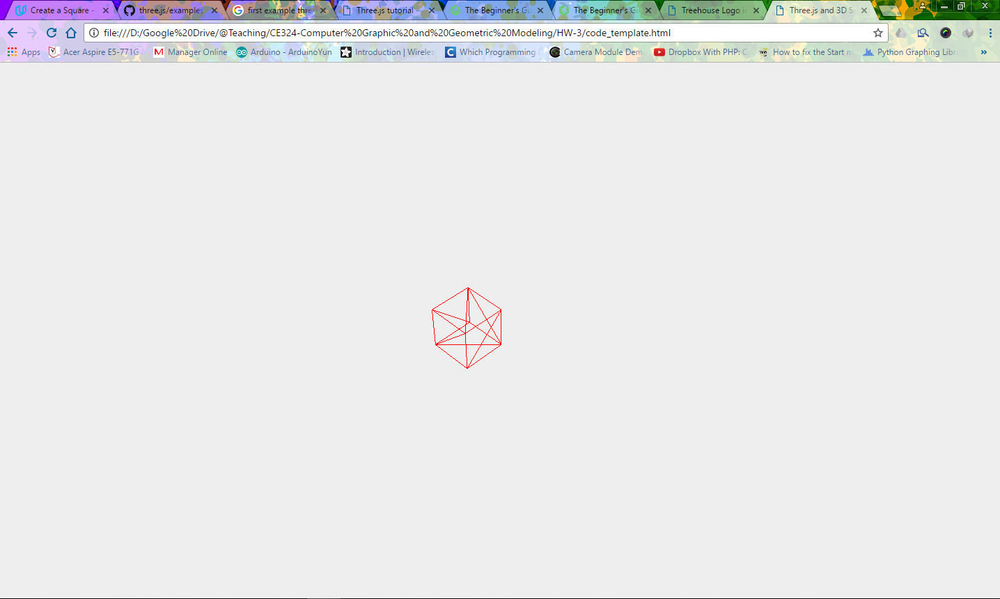 Create a Square - three.js/examples first example thre Three.js tutorial - The Beginner's Gu The Beginner's Gu Treehouse Logo in Three.js and 3D S
file:///D:/Google%20Drive/@Teaching/CE324-Computer%20Graphic%20and%20Geometric%20Modeling/HW-3/code_template.html
Apps Acer Aspire E5-771G Manager Online Arduino - ArduinoYun Introduction | Wireles Which Programming Camera Module Dem Dropbox With PHP: C How to fix the Start m Python Graphing Libr »